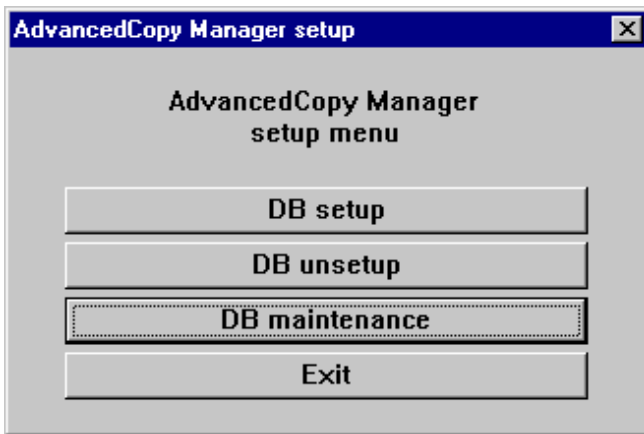 AdvancedCopy Manager setup
AdvancedCopy Manager
setup menu
DB setup
DB unsetup
DB maintenance
Exit